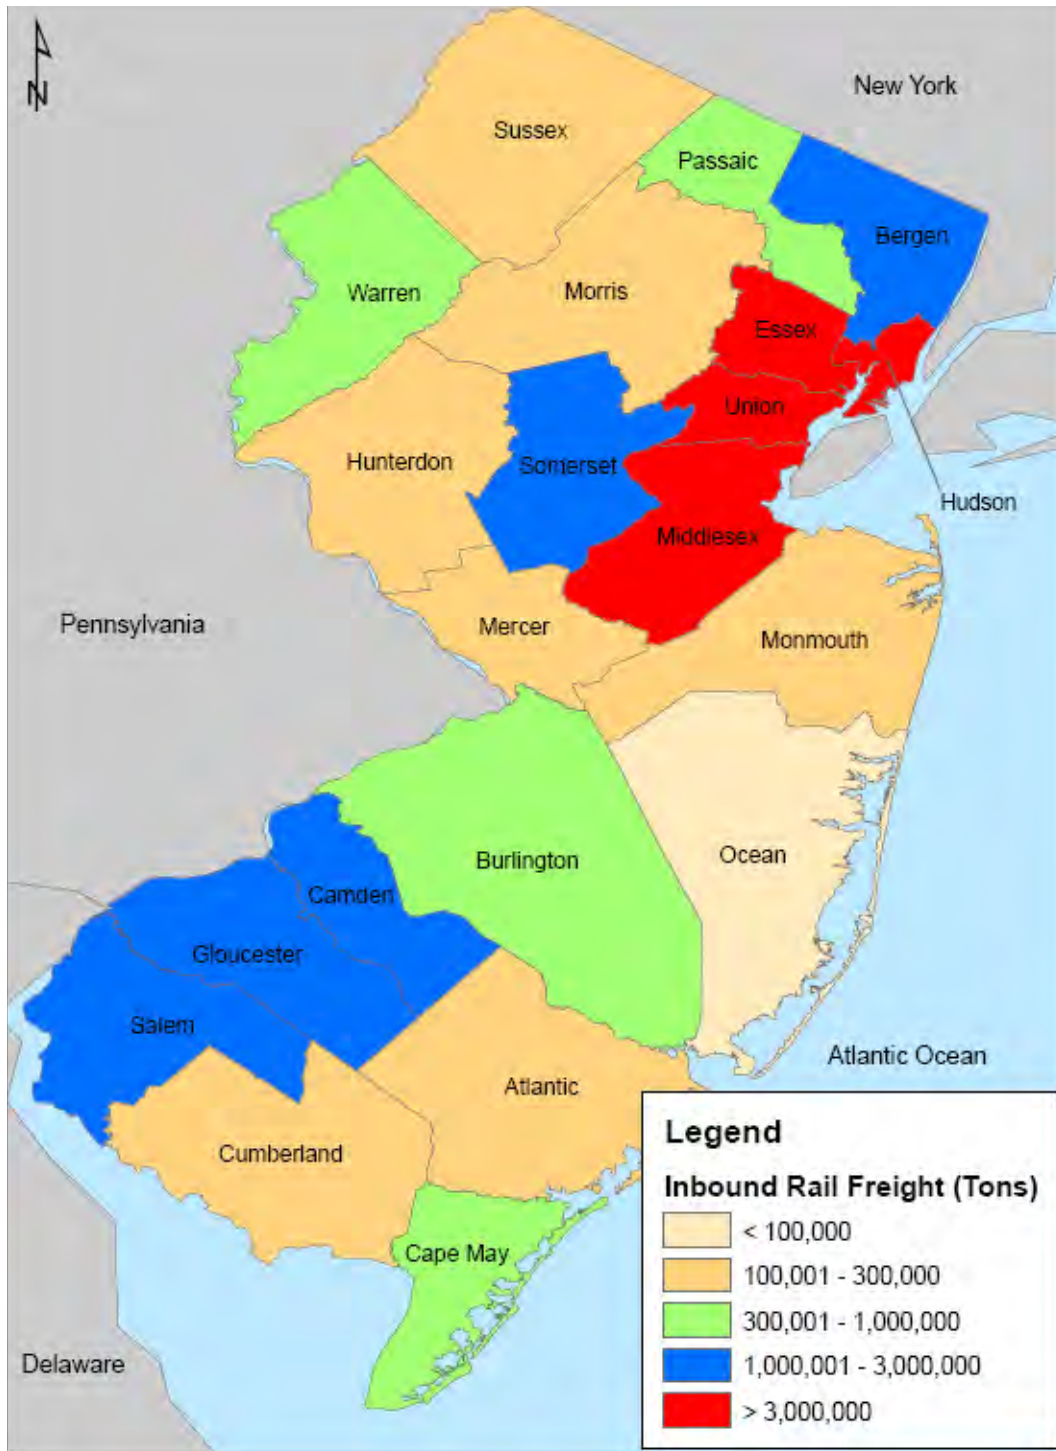 New York
N
Sussex
Passaic
Bergen
Warren
Morris
Essex
Union
Hunterdon
Somerset
Hudson
Middlesex
Pennsylvania
Mercer
Monmouth
Ocean
Burlington
Camden
Gloucester
Salem
Atlantic Ocean
Atlantic
Cumberland
Cape May
Delaware
Legend
Inbound Rail Freight (Tons)
< 100,000
100,001 - 300,000
300,001 - 1,000,000
1,000,001 - 3,000,000
> 3,000,000